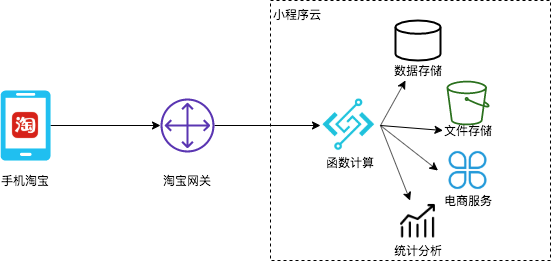 小程序云
数据存储
淘
文件存储
手机淘宝
淘宝网关
函数计算
电商服务
统计分析